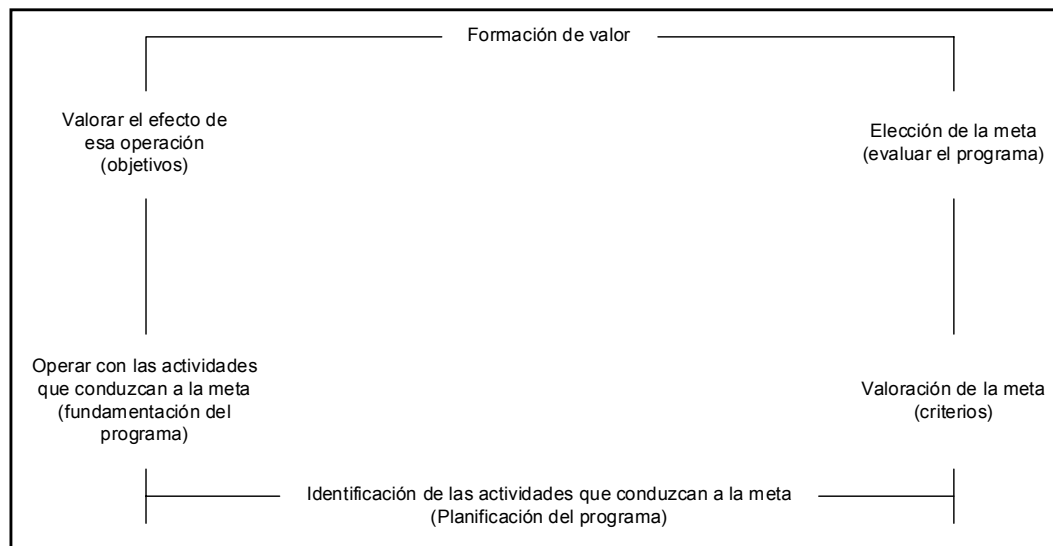 Formación de valor
Valorar el efecto de
esa operación
(objetivos)
Elección de la meta
(evaluar el programa)
Operar con las actividades
que conduzcan a la meta
(fundamentación del
programa)
Valoración de la meta
(criterios)
Identificación de las actividades que conduzcan a la meta
(Planificación del programa)